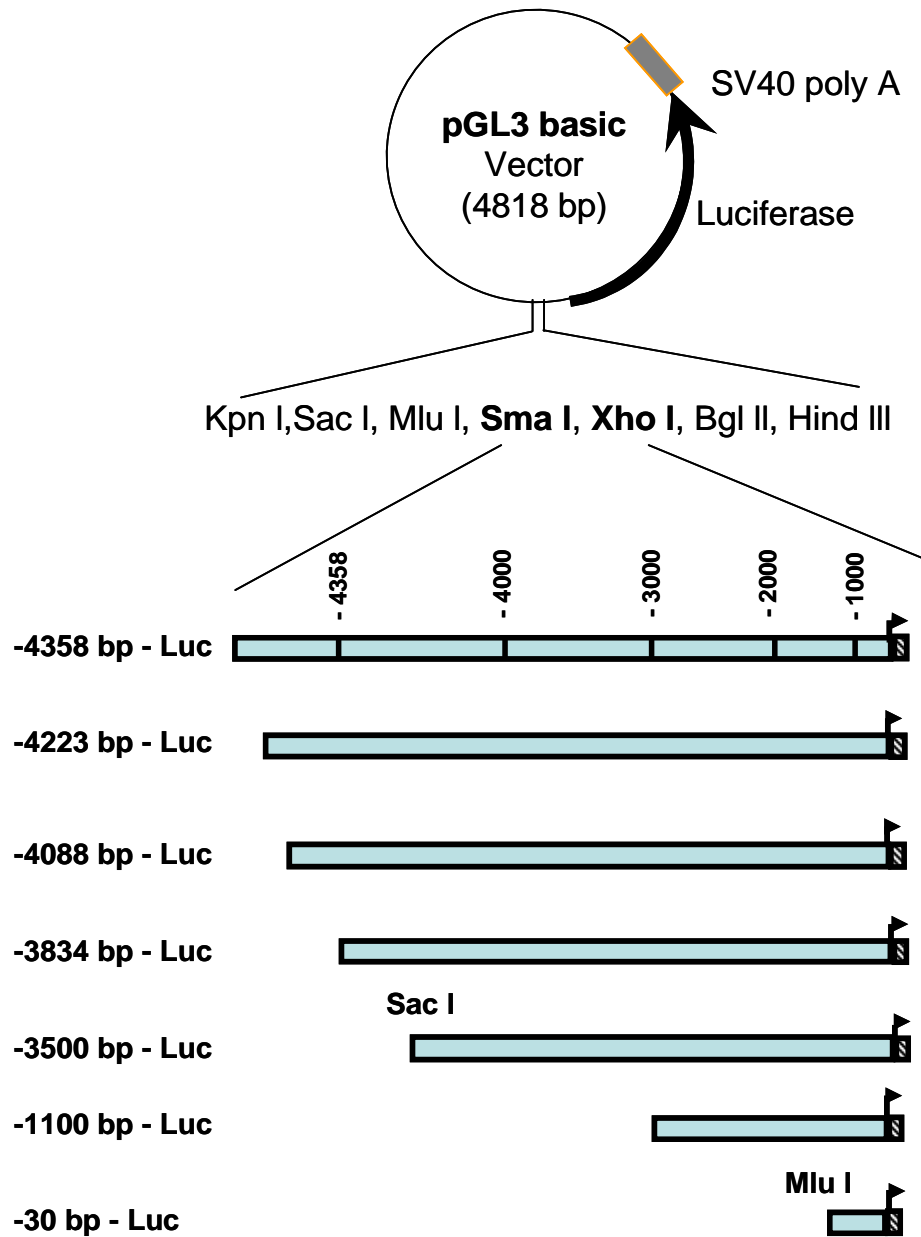 SV40 poly A
pGL3 basic
Vector
(4818 bp)
Luciferase
Kpn I,Sac I, Mlu I, Sma I, Xho I, Bgl II, Hind III
- 4358
- 4000
- 3000
- 2000
- 1000
-4358 bp - Luc
-4223 bp - Luc
-4088 bp - Luc
-3834 bp - Luc
Sac I
-3500 bp - Luc
-1100 bp - Luc
Mlu I
-30 bp - Luc